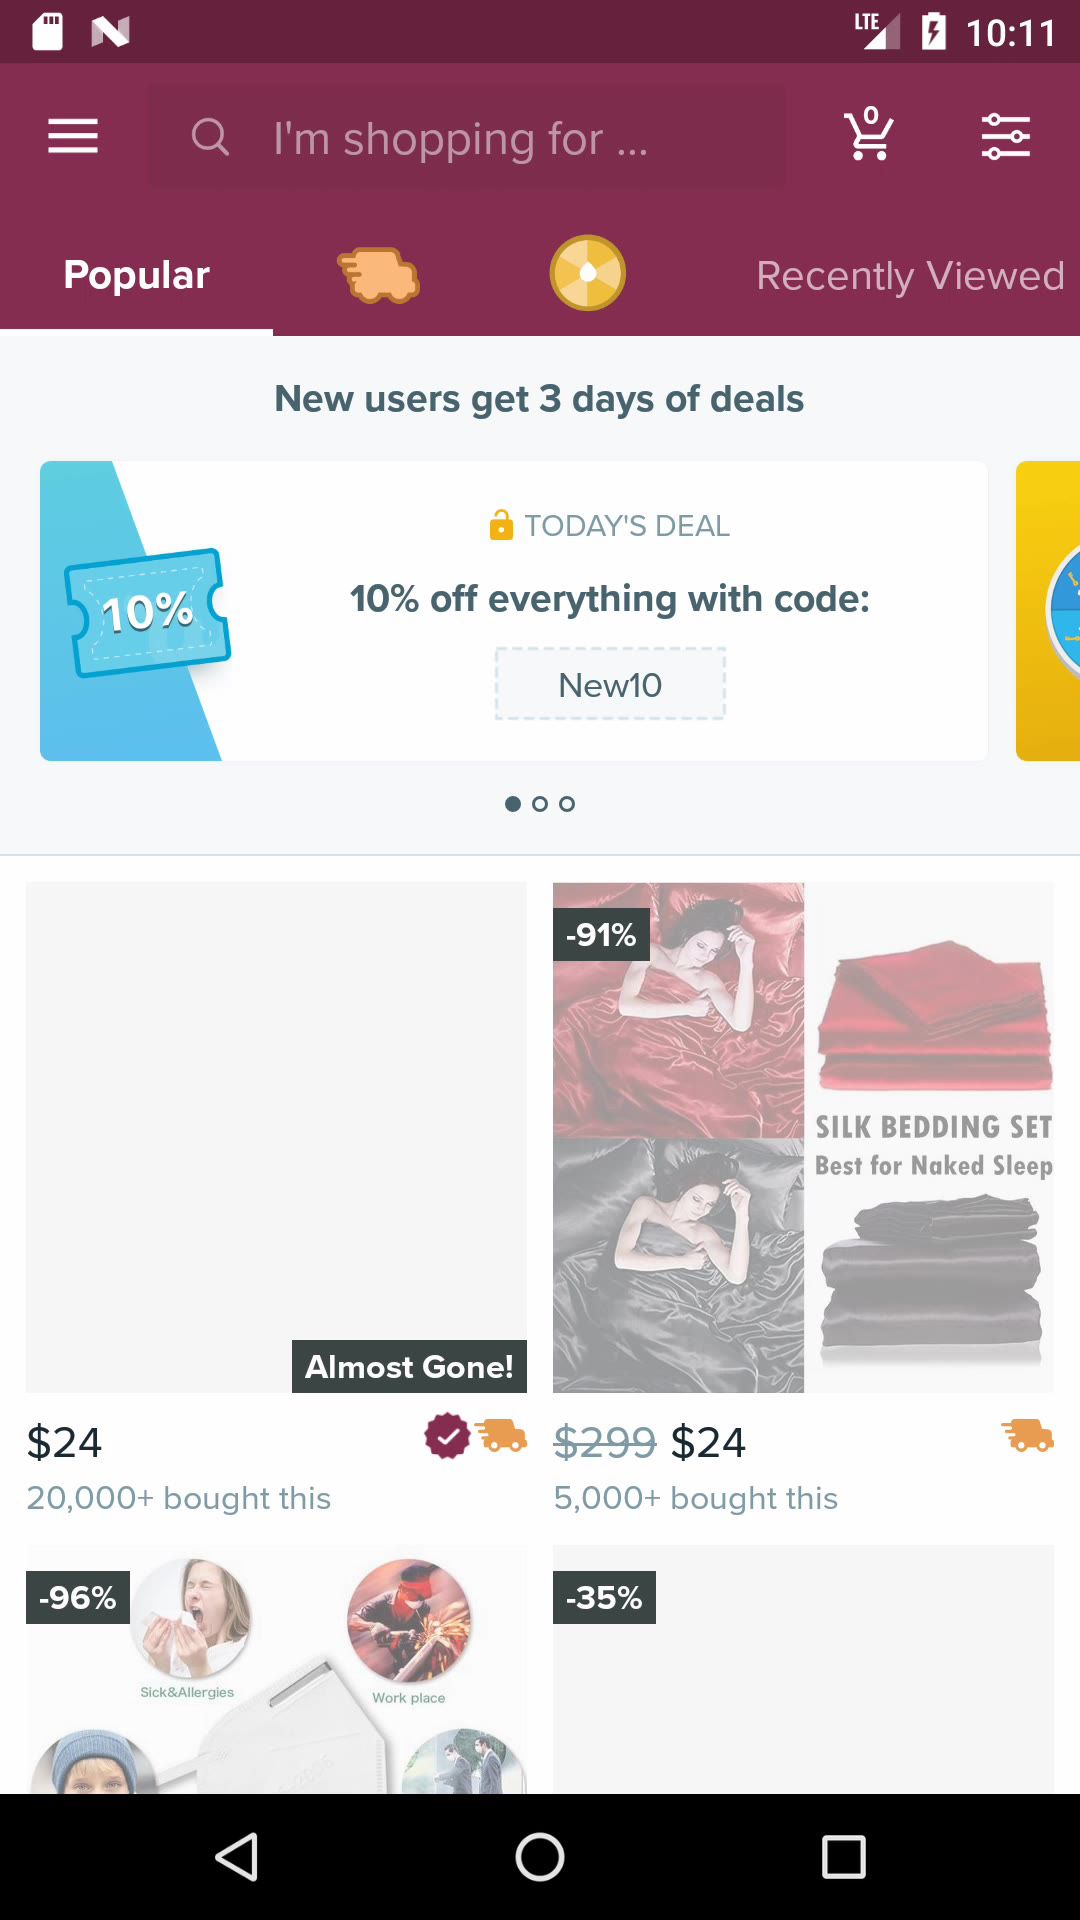 LTE 10:11
I'm shopping for ...
0
Popular
Recently Viewed
New users get 3 days of deals
10%
TODAY'S DEAL
10% off everything with code:
New10
-91%
SILK BEDDING SET
Best for Naked Sleep
Almost Gone!
$24
$299 $24
20,000+ bought this
5,000+ bought this
-96%
-35%
Sick&Allergies
Work place